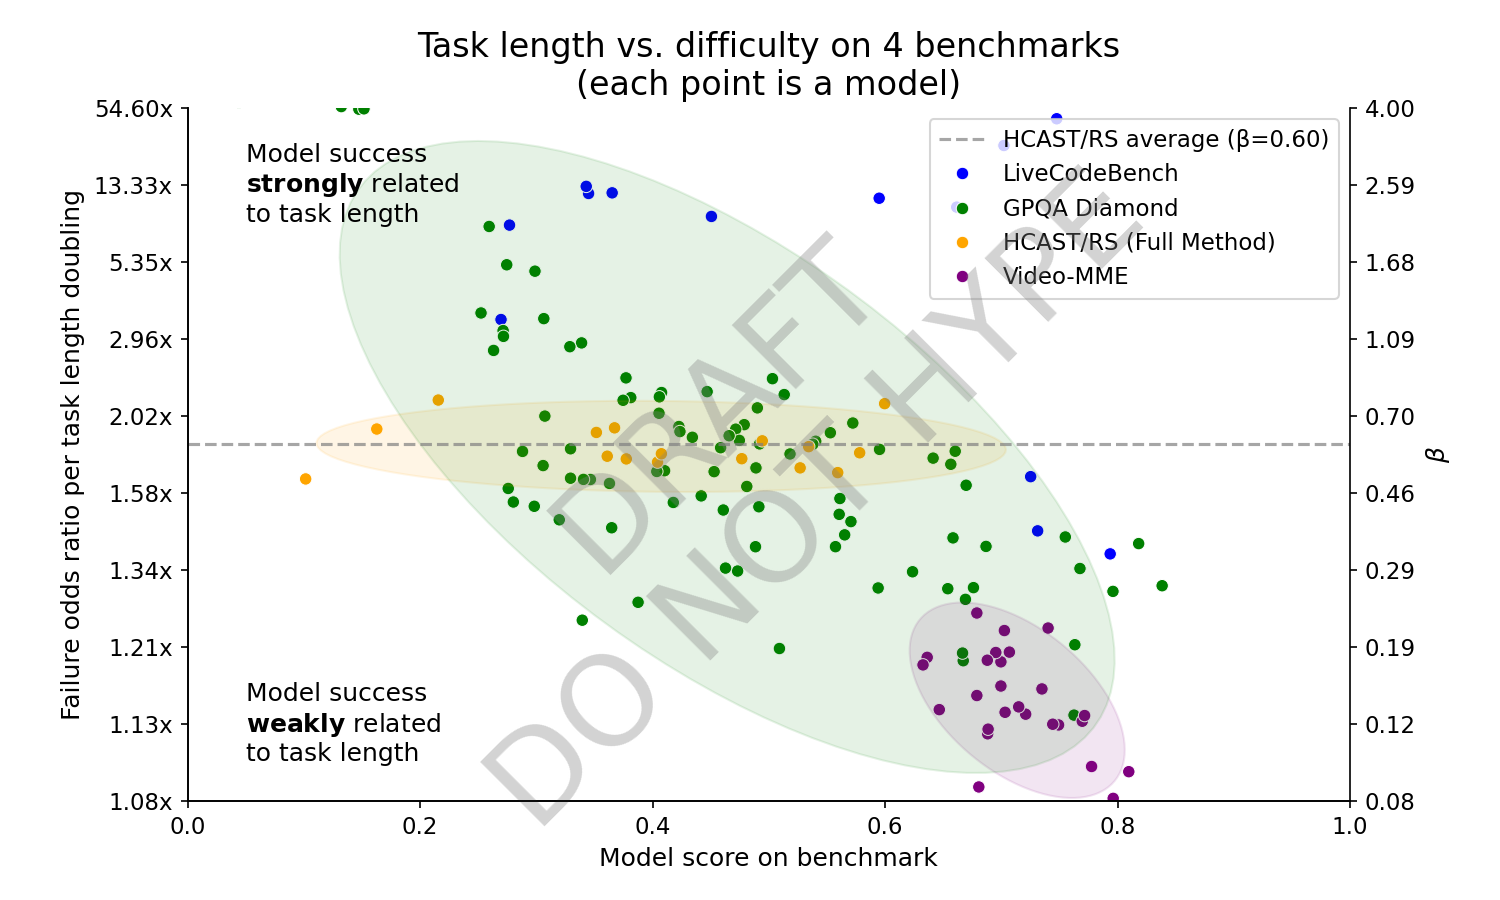 Task length vs. difficulty on 4 benchmarks
(each point is a model)
54.60x
13.33x
5.35x
2.96x
2.02x
1.58x
1.34x
1.21x
1.13x
1.08x
Failure odds ratio per task length doubling
Model success
strongly related
to task length
Model success
weakly related
to task length
HCAST/RS average (β=0.60)
LiveCodeBench
GPQA Diamond
HCAST/RS (Full Method)
Video-MME
DRAFT
DO NOT HYPE
4.00
2.59
1.68
1.09
0.70
0.46
0.29
0.19
0.12
0.08
β
0.0
0.2
0.4
0.6
0.8
1.0
Model score on benchmark